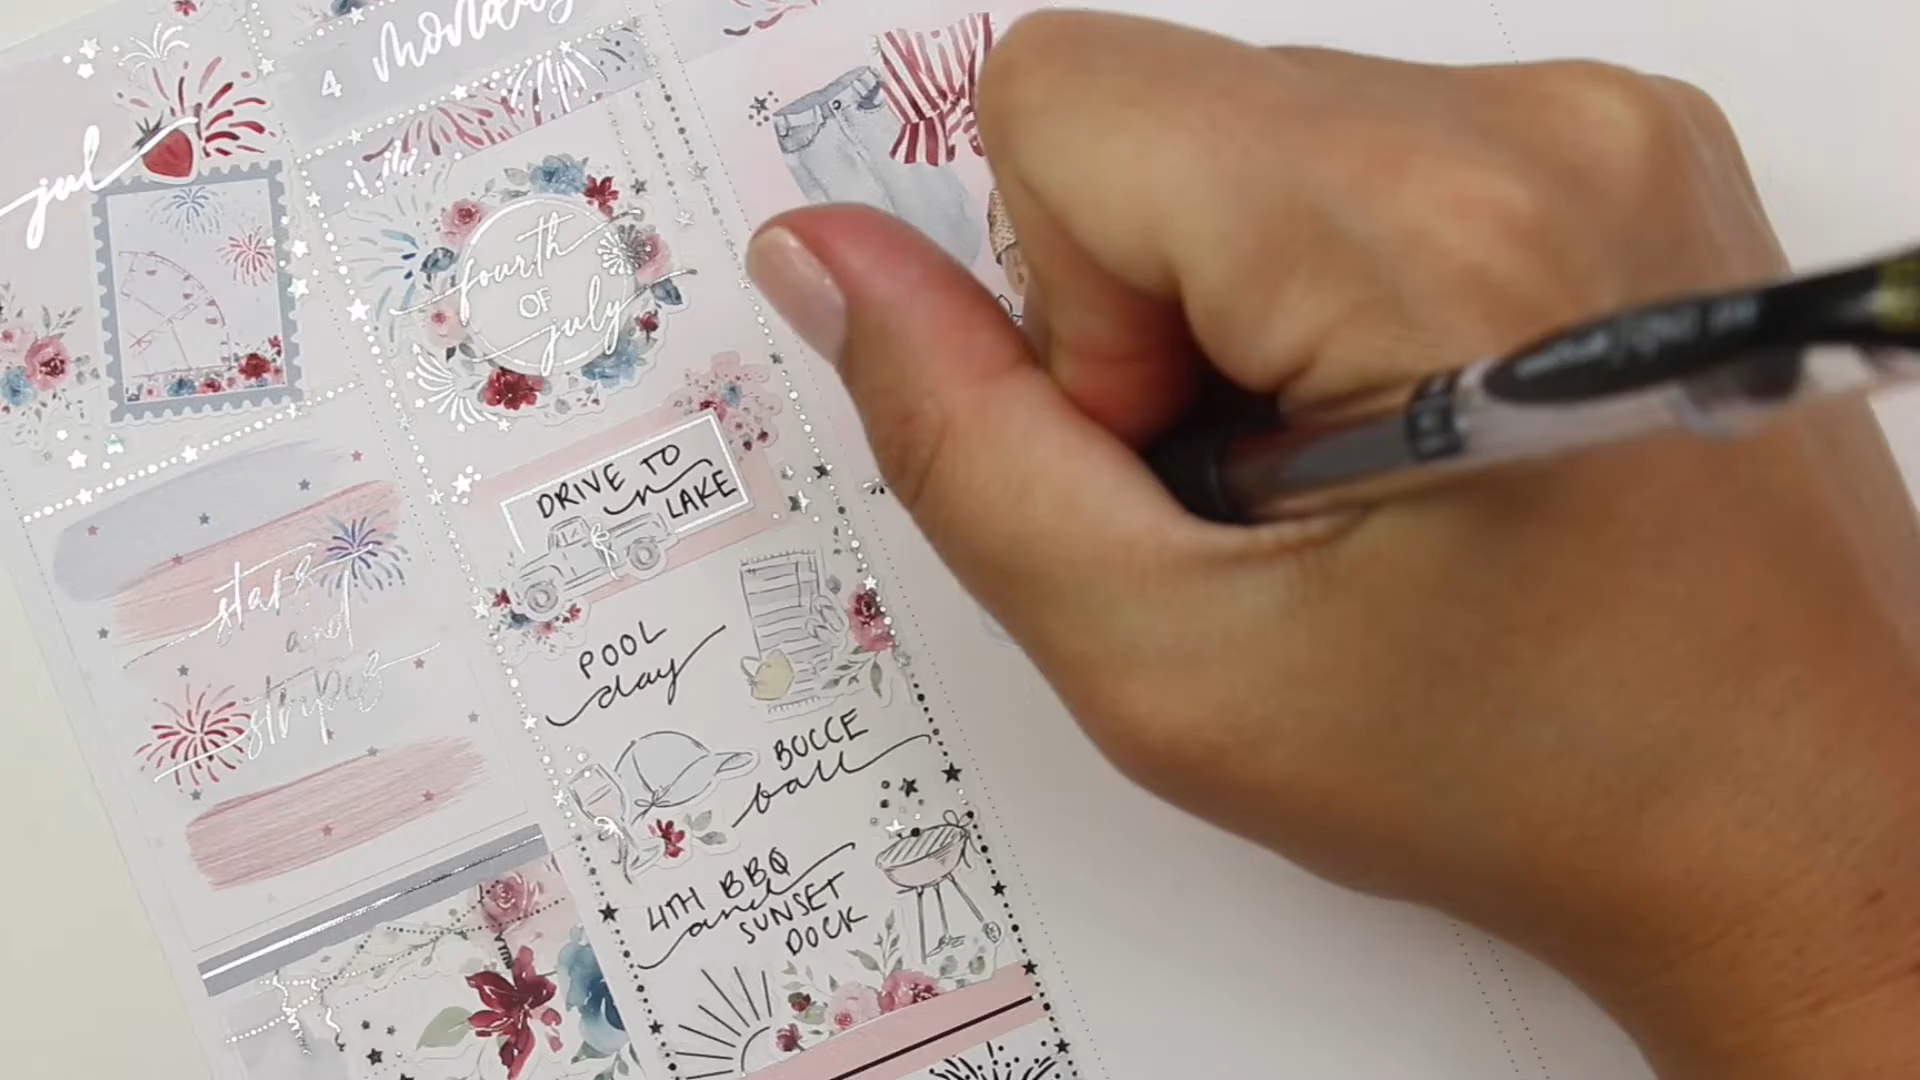 jul
4 monday
fourth
OF
july
DRIVE TO
LAKE
stars
and
stripes
POOL
day
BOCCE
ball
4TH BBQ
and
SUNSET
DOCK